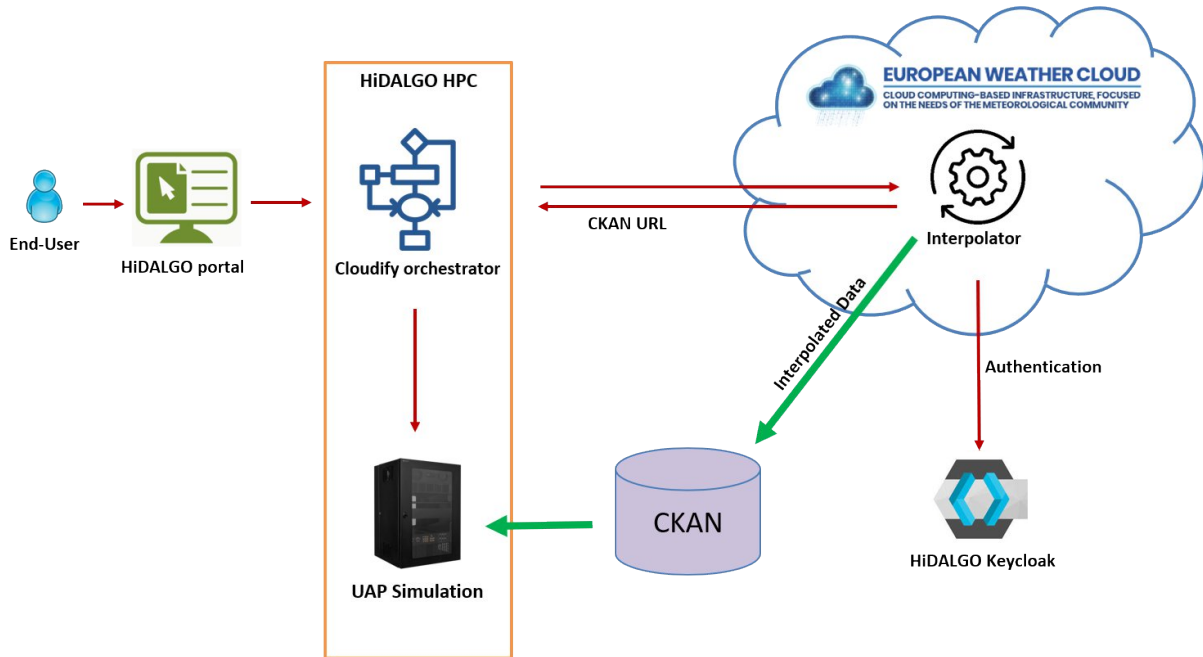 HiDALGO HPC
EUROPEAN WEATHER CLOUD
CLOUD COMPUTING-BASED INFRASTRUCTURE, FOCUSED
ON THE NEEDS OF THE METEOROLOGICAL COMMUNITY
End-User
HiDALGO portal
Cloudify orchestrator
CKAN URL
Interpolator
Interpolated Data
Authentication
CKAN
UAP Simulation
HiDALGO Keycloak